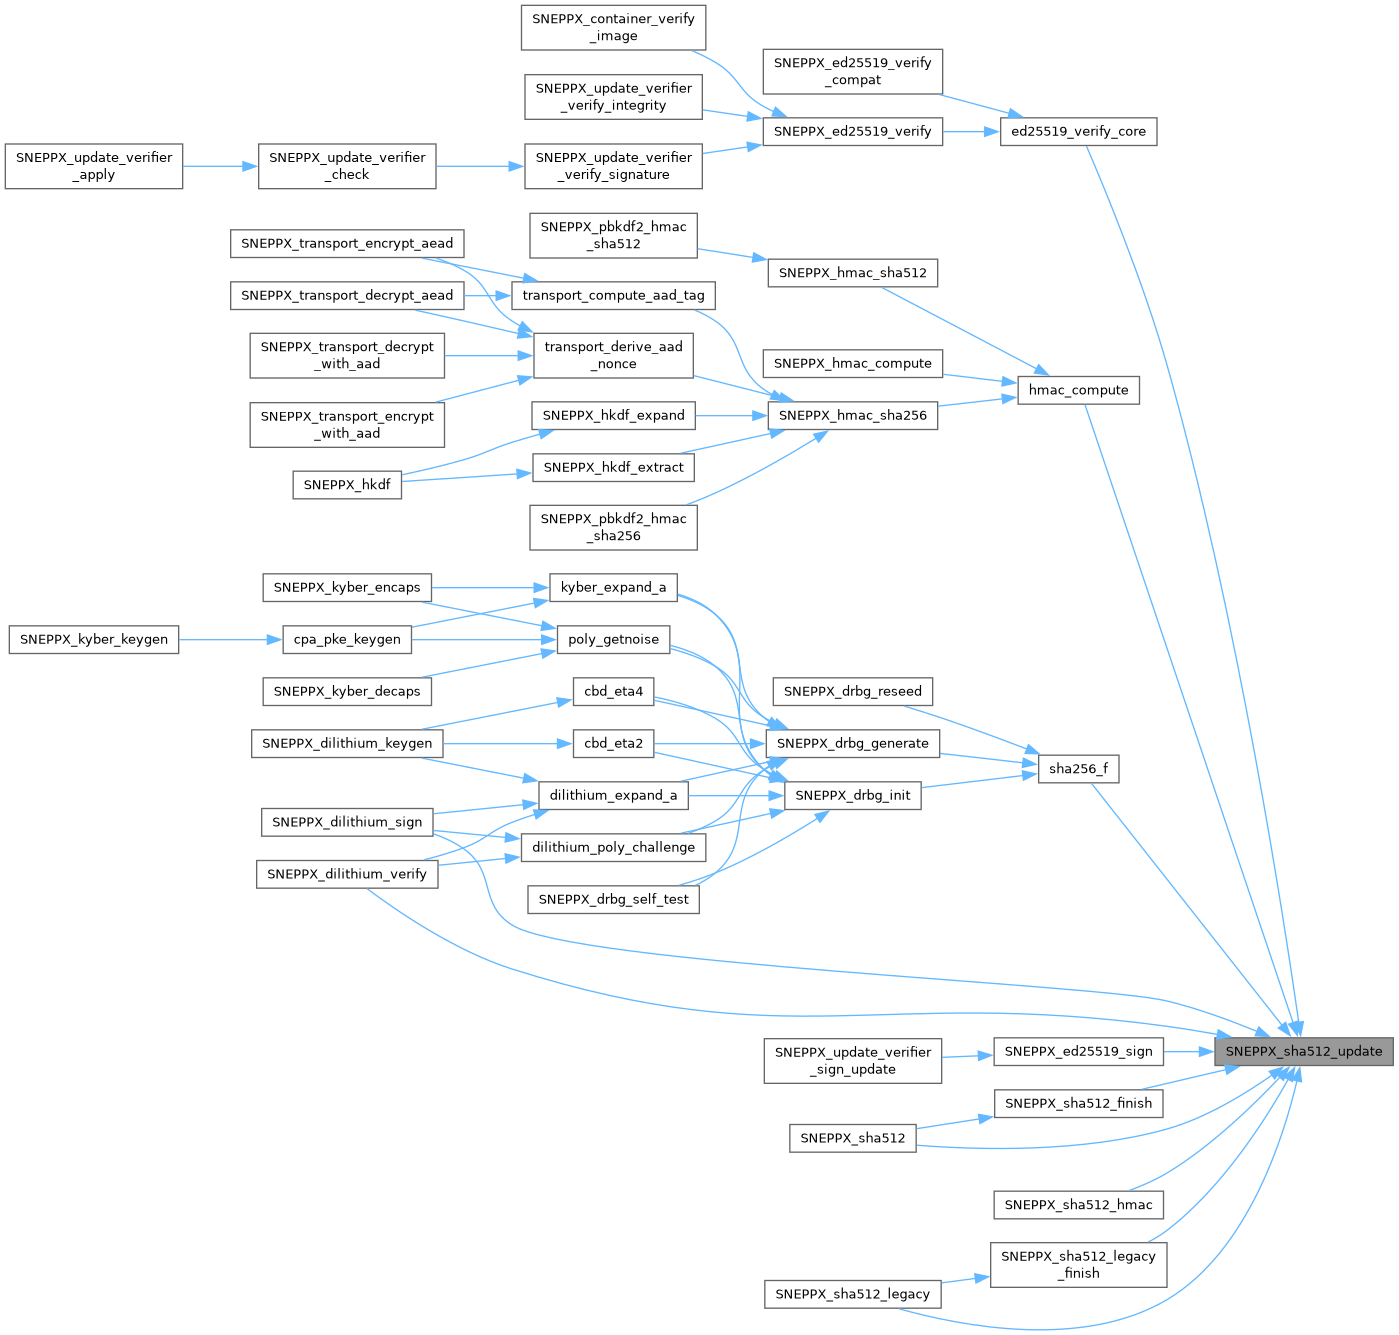 SNEPPX_container_verify
_image
SNEPPX_ed25519_verify
_compat
SNEPPX_update_verifier
_verify_integrity
SNEPPX_ed25519_verify
ed25519_verify_core
SNEPPX_update_verifier
_apply
SNEPPX_update_verifier
_check
SNEPPX_update_verifier
_verify_signature
SNEPPX_pbkdf2_hmac
_sha512
SNEPPX_transport_encrypt_aead
SNEPPX_hmac_sha512
SNEPPX_transport_decrypt_aead
transport_compute_aad_tag
SNEPPX_transport_decrypt
_with_aad
transport_derive_aad
_nonce
SNEPPX_hmac_compute
hmac_compute
SNEPPX_transport_encrypt
_with_aad
SNEPPX_hkdf_expand
SNEPPX_hmac_sha256
SNEPPX_hkdf
SNEPPX_hkdf_extract
SNEPPX_pbkdf2_hmac
_sha256
SNEPPX_kyber_encaps
kyber_expand_a
SNEPPX_kyber_keygen
cpa_pke_keygen
poly_getnoise
SNEPPX_kyber_decaps
cbd_eta4
SNEPPX_drbg_reseed
SNEPPX_dilithium_keygen
cbd_eta2
SNEPPX_drbg_generate
sha256_f
dilithium_expand_a
SNEPPX_drbg_init
SNEPPX_dilithium_sign
dilithium_poly_challenge
SNEPPX_dilithium_verify
SNEPPX_drbg_self_test
SNEPPX_update_verifier
_sign_update
SNEPPX_ed25519_sign
SNEPPX_sha512_update
SNEPPX_sha512_finish
SNEPPX_sha512
SNEPPX_sha512_hmac
SNEPPX_sha512_legacy
_finish
SNEPPX_sha512_legacy